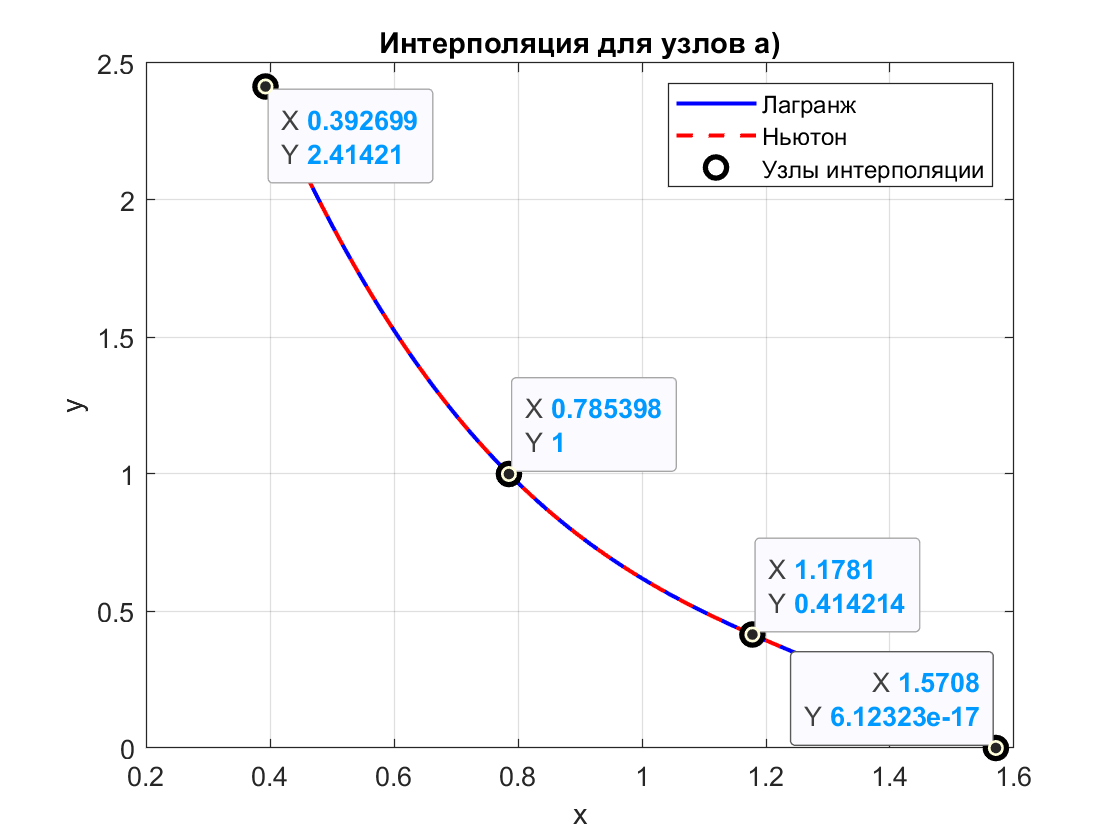 Интерполяция для узлов а)
Лагранж
Ньютон
Узлы интерполяции
X 0.392699
Y 2.41421
X 0.785398
Y 1
X 1.1781
Y 0.414214
X 1.5708
Y 6.12323e-17
2.5
2
1.5
1
0.5
0
y
0.2 0.4 0.6 0.8 1 1.2 1.4 1.6
x